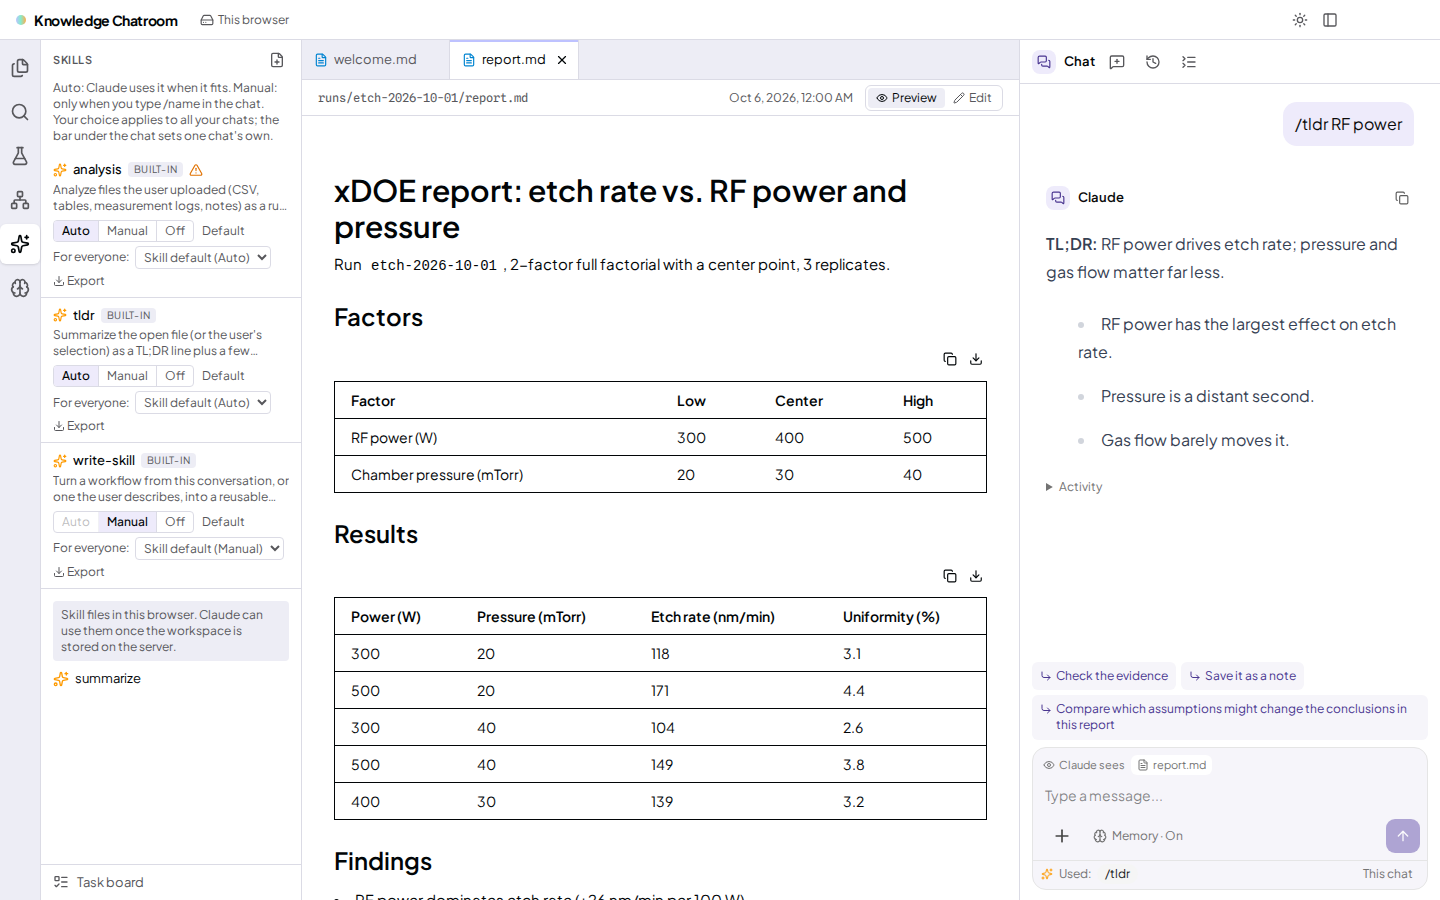 Knowledge Chatroom
This browser
SKILLS
Auto: Claude uses it when it fits. Manual:
only when you type /name in the chat.
Your choice applies to all your chats; the
bar under the chat sets one chat's own.
analysis BUILT-IN
Analyze files the user uploaded (CSV,
tables, measurement logs, notes) as a ru…
Auto Manual Off Default
For everyone: Skill default (Auto)
Export
tldr BUILT-IN
Summarize the open file (or the user's
selection) as a TL;DR line plus a few…
Auto Manual Off Default
For everyone: Skill default (Auto)
Export
write-skill BUILT-IN
Turn a workflow from this conversation, or
one the user describes, into a reusable…
Auto Manual Off Default
For everyone: Skill default (Manual)
Export
Skill files in this browser. Claude can
use them once the workspace is
stored on the server.
summarize
Task board
welcome.md
report.md
runs/etch-2026-10-01/report.md
Oct 6, 2026, 12:00 AM
Preview Edit
xDOE report: etch rate vs. RF power and
pressure
Run etch-2026-10-01 , 2-factor full factorial with a center point, 3 replicates.
Factors
Factor Low Center High
RF power (W) 300 400 500
Chamber pressure (mTorr) 20 30 40
Results
Power (W) Pressure (mTorr) Etch rate (nm/min) Uniformity (%)
300 20 118 3.1
500 20 171 4.4
300 40 104 2.6
500 40 149 3.8
400 30 139 3.2
Findings
RF power dominates etch rate (+26 nm/min per 100 W)
Chat
/tldr RF power
Claude
TL;DR: RF power drives etch rate; pressure and
gas flow matter far less.
RF power has the largest effect on etch
rate.
Pressure is a distant second.
Gas flow barely moves it.
Activity
Check the evidence
Save it as a note
Compare which assumptions might change the conclusions in
this report
Claude sees report.md
Type a message...
Memory · On
Used: /tldr
This chat